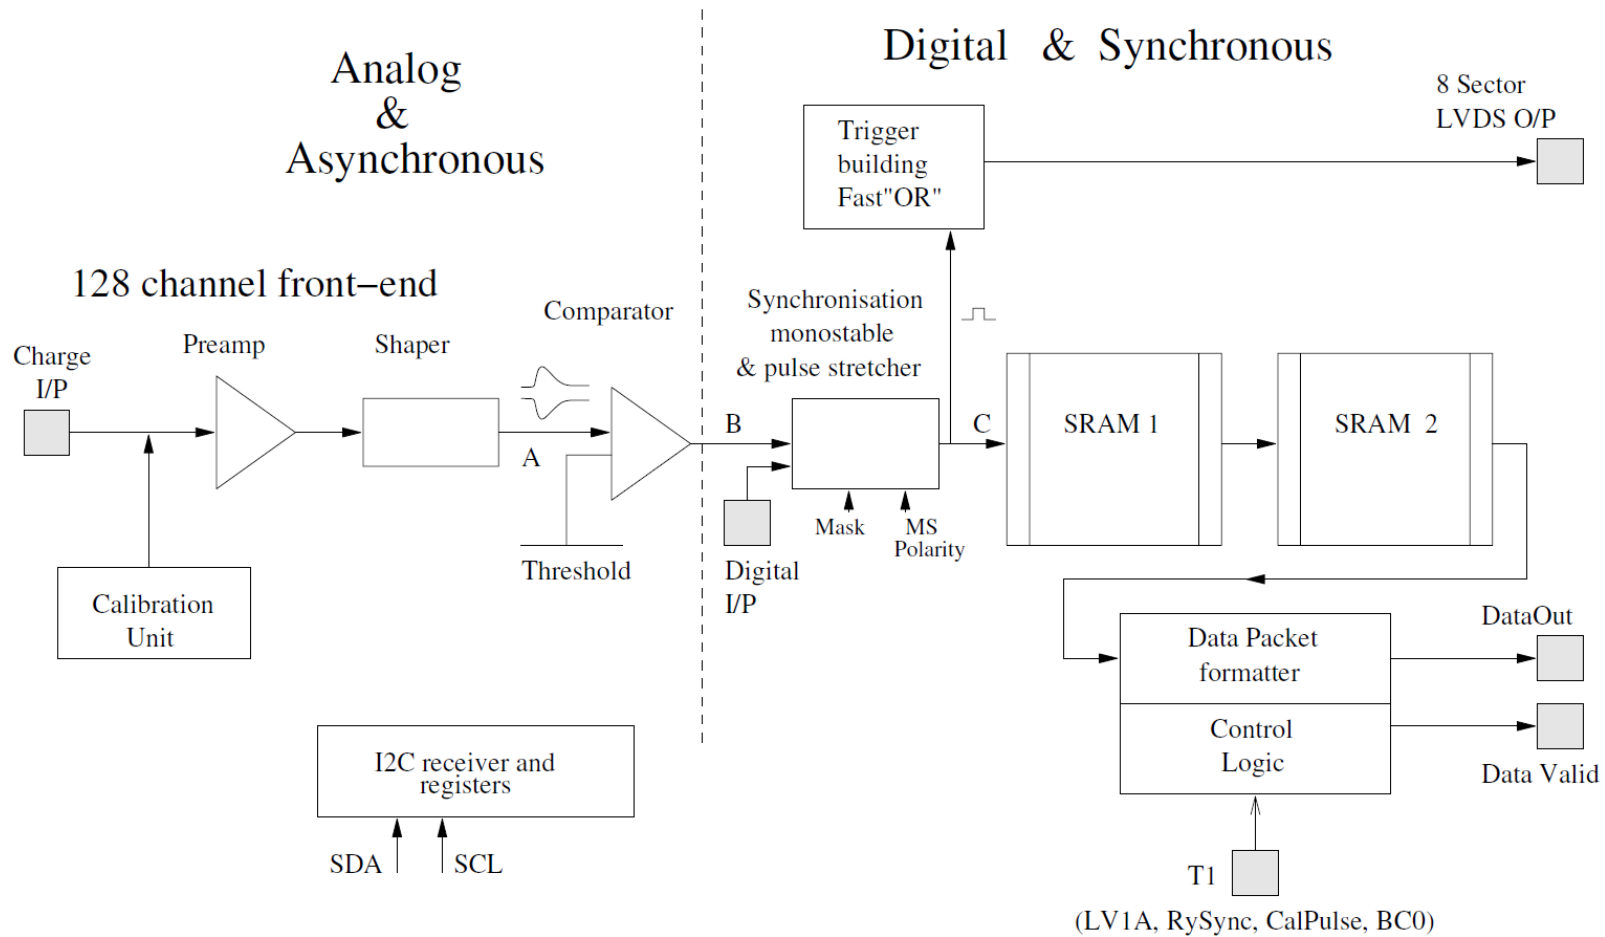 Analog
&
Asynchronous
Digital & Synchronous
8 Sector
LVDS O/P
Trigger
building
Fast"OR"
128 channel front−end
Charge
I/P
Preamp
Shaper
Comparator
Synchronisation
monostable
& pulse stretcher
A
B
C
SRAM 1
SRAM 2
Threshold
Digital
I/P
Mask
MS
Polarity
Calibration
Unit
Data Packet
formatter
Control
Logic
DataOut
Data Valid
I2C receiver and
registers
SDA
SCL
T1
(LV1A, RySync, CalPulse, BC0)